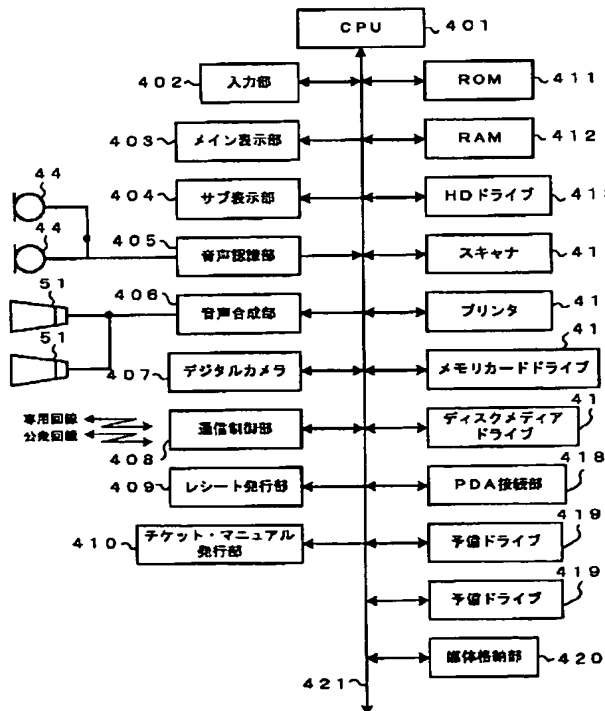 CPU
401
402
入力部
ROM
411
403
メイン表示部
RAM
412
44
404
サブ表示部
HDドライブ
41
44
405
音声認識部
スキャナ
41
51
406
音声合成部
プリンタ
41
51
407
デジタルカメラ
メモリカードドライブ
41
専用回線
公衆回線
408
通信制御部
ディスクメディア
ドライブ
41
409
レシート発行部
PDA接続部
418
410
チケット・マニュアル
発行部
予備ドライブ
419
予備ドライブ
419
媒体格納部
420
421